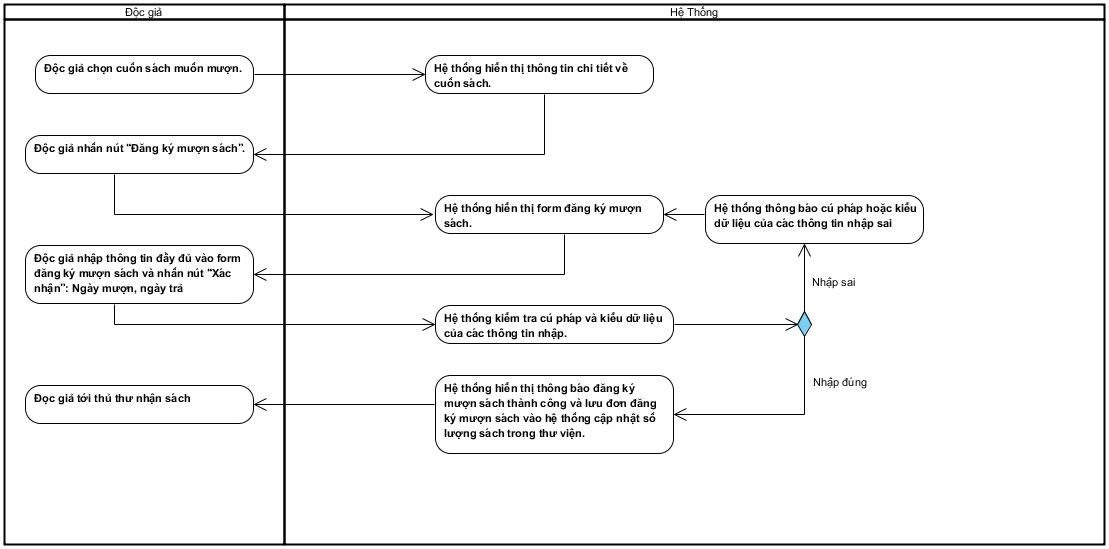 Độc giả
Hệ Thống
Độc giả chọn cuốn sách muốn mượn.
Hệ thống hiển thị thông tin chi tiết về
cuốn sách.
Độc giả nhấn nút “Đăng ký mượn sách”.
Hệ thống hiển thị form đăng ký mượn
sách.
Hệ thống thông báo cú pháp hoặc kiểu
dữ liệu của các thông tin nhập sai
Độc giả nhập thông tin đầy đủ vào form
đăng ký mượn sách và nhấn nút “Xác
nhận”: Ngày mượn, ngày trả
Nhập sai
Hệ thống kiểm tra cú pháp và kiểu dữ liệu
của các thông tin nhập.
Nhập đúng
Hệ thống hiển thị thông báo đăng ký
mượn sách thành công và lưu đơn đăng
ký mượn sách vào hệ thống cập nhật số
lượng sách trong thư viện.
Đọc giả tới thủ thư nhận sách